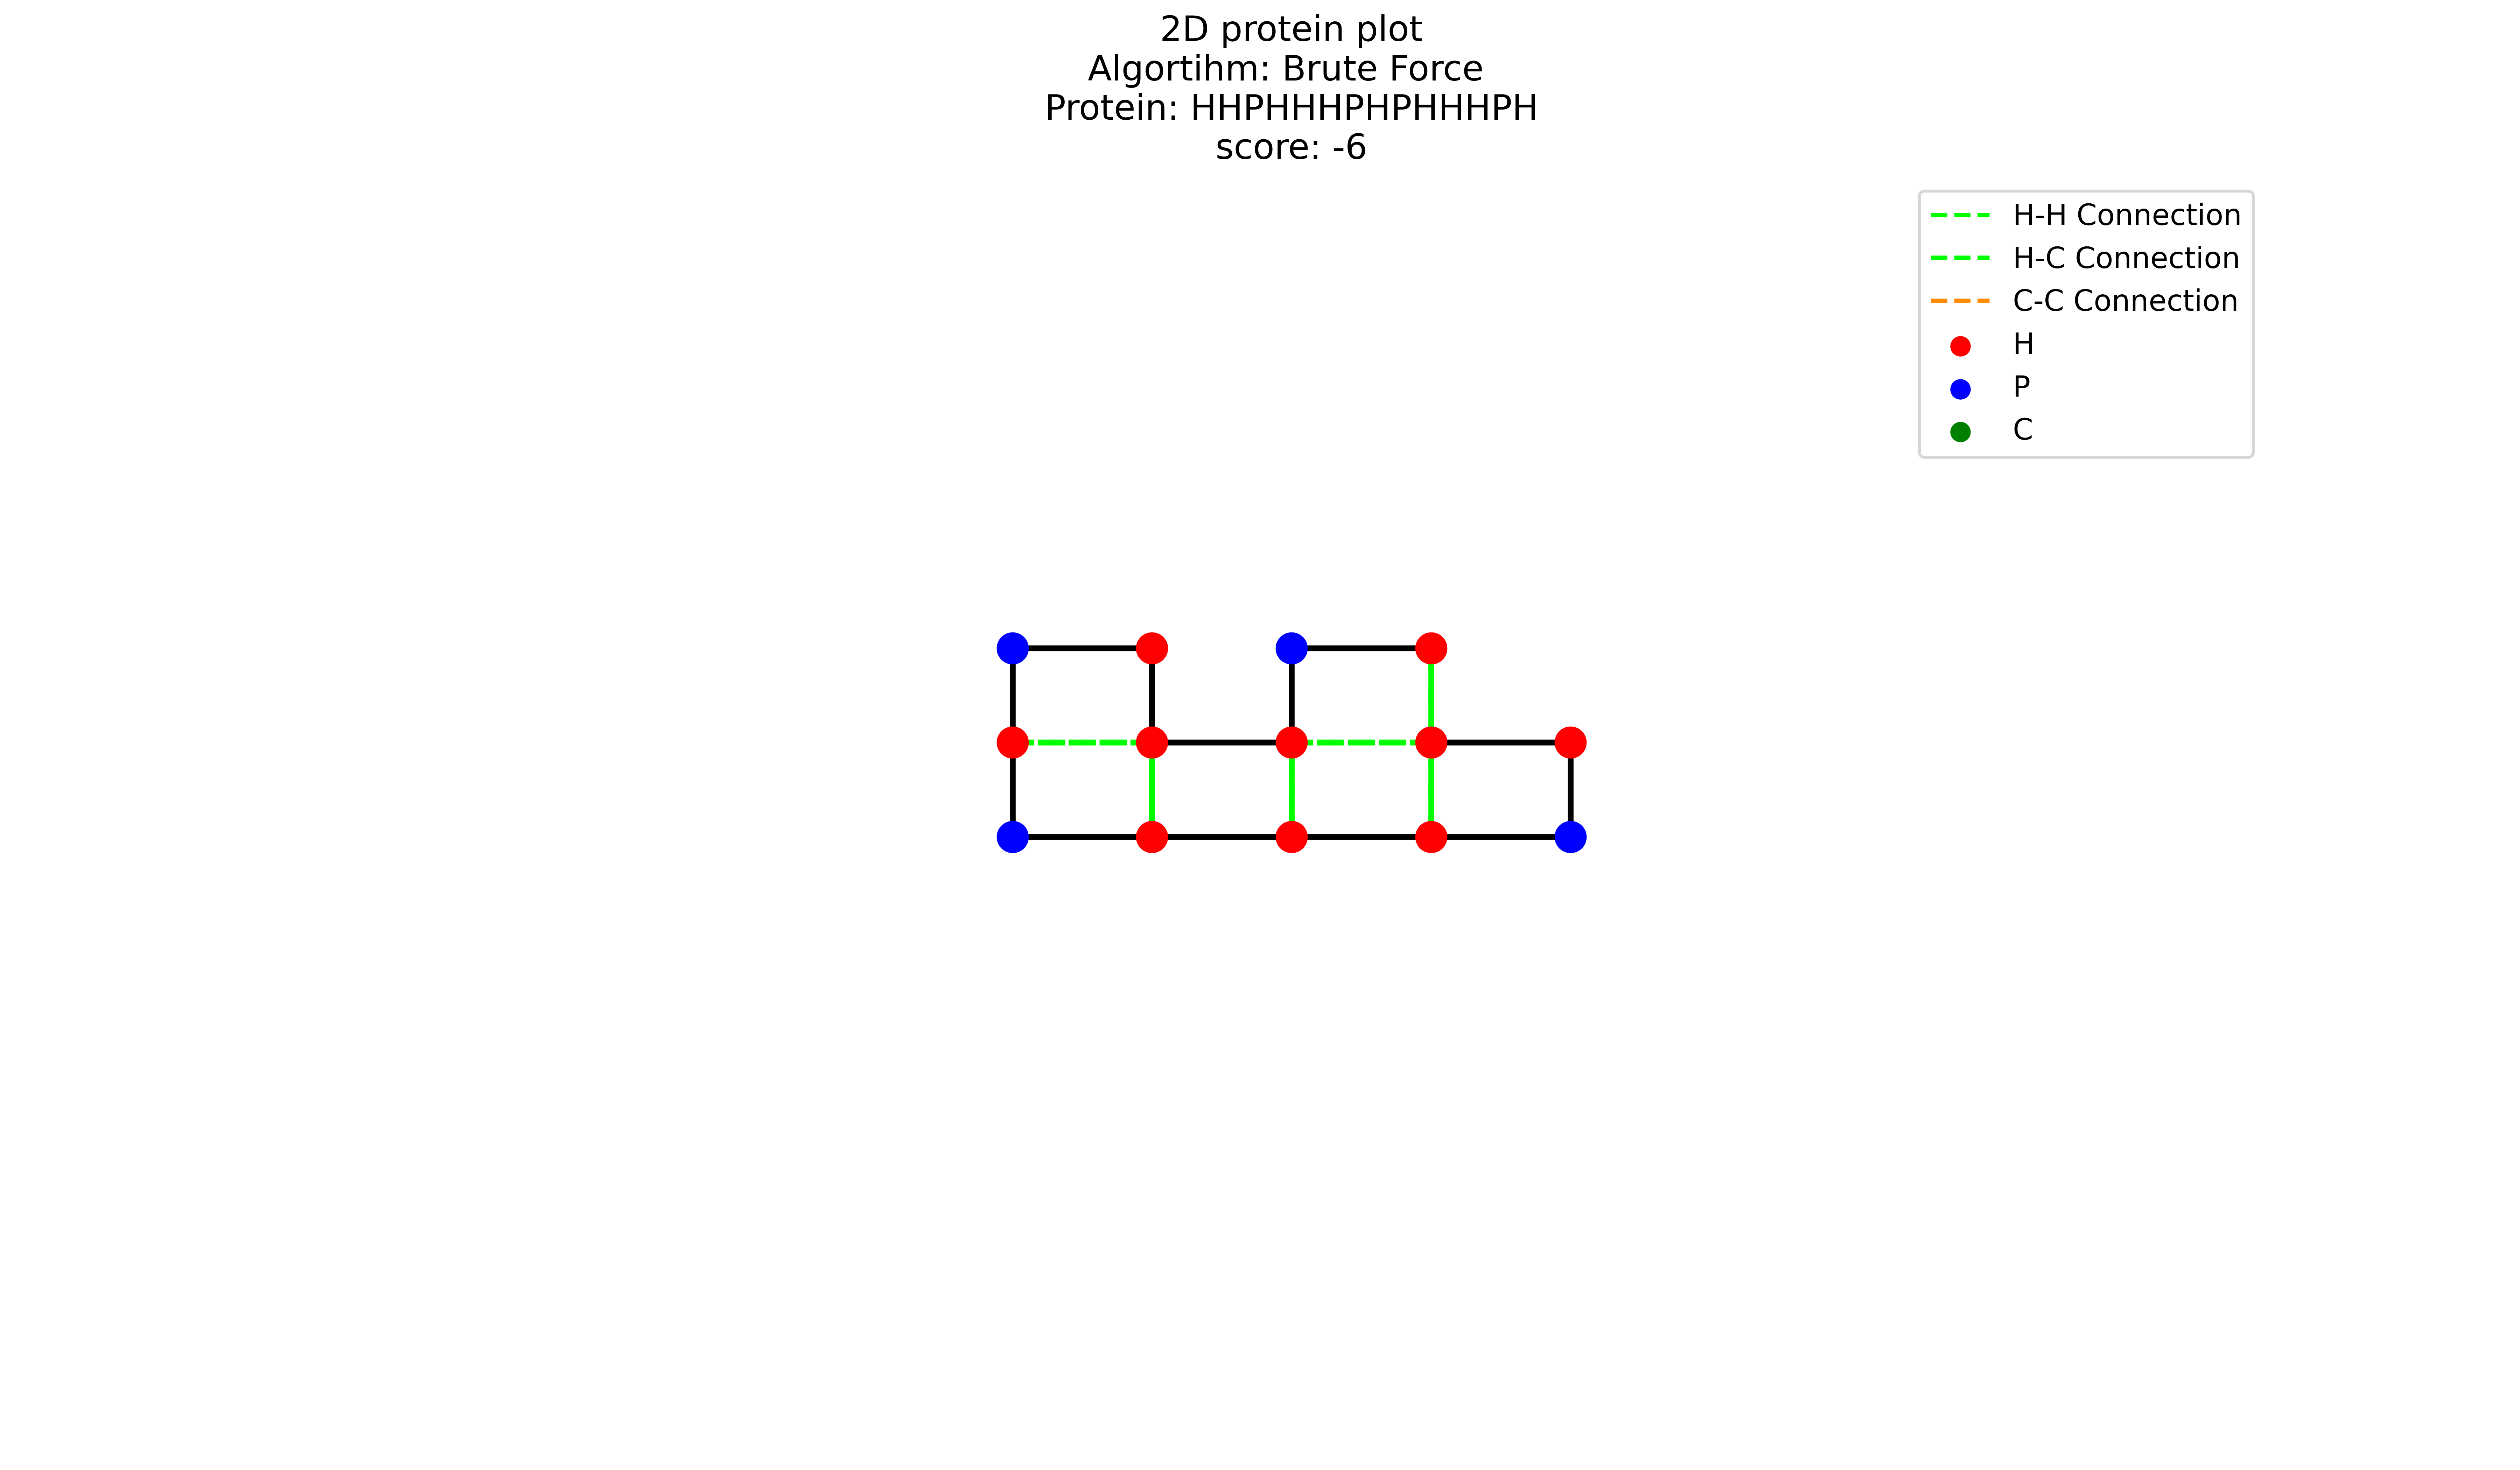 2D protein plot
Algortihm: Brute Force
Protein: HHPHHHPHPHHHPH
score: -6
H-H Connection
H-C Connection
C-C Connection
H
P
C